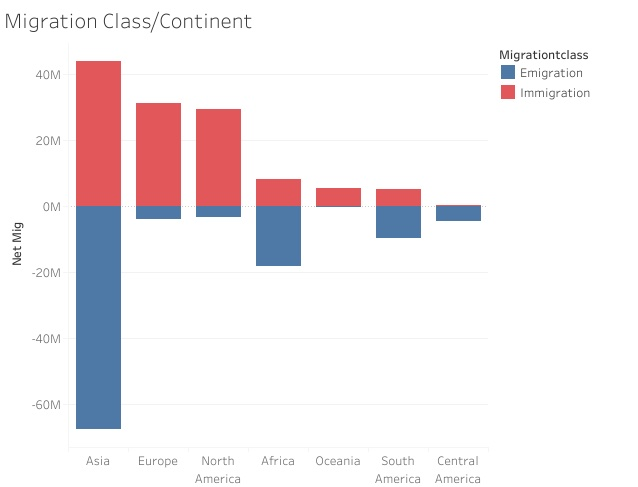 Migration Class/Continent
Migrationtclass
Emigration
Immigration
Net Mig
40M
20M
0M
-20M
-40M
-60M
Asia
Europe
North
America
Africa
Oceania
South
America
Central
America